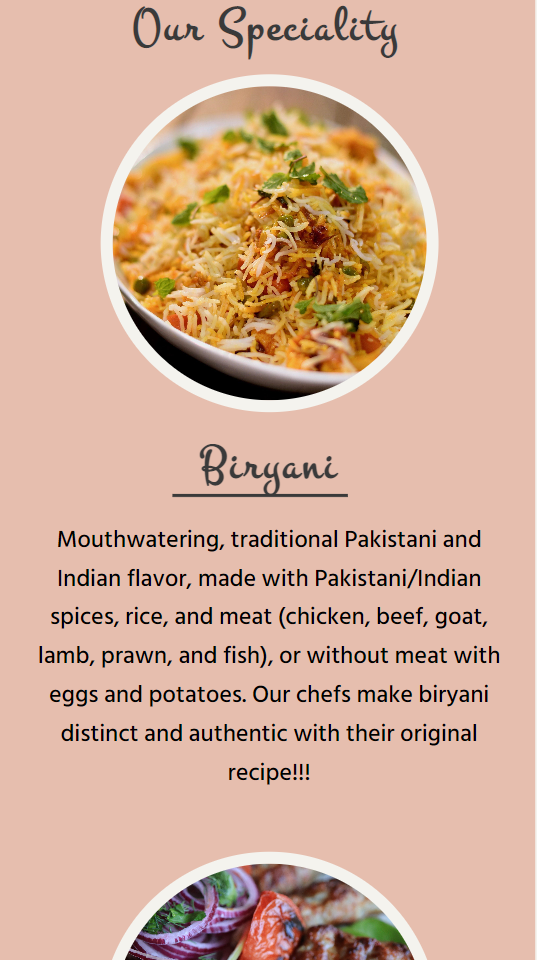 Our Speciality
Biryani
Mouthwatering, traditional Pakistani and
Indian flavor, made with Pakistani/Indian
spices, rice, and meat (chicken, beef, goat,
lamb, prawn, and fish), or without meat with
eggs and potatoes. Our chefs make biryani
distinct and authentic with their original
recipe!!!